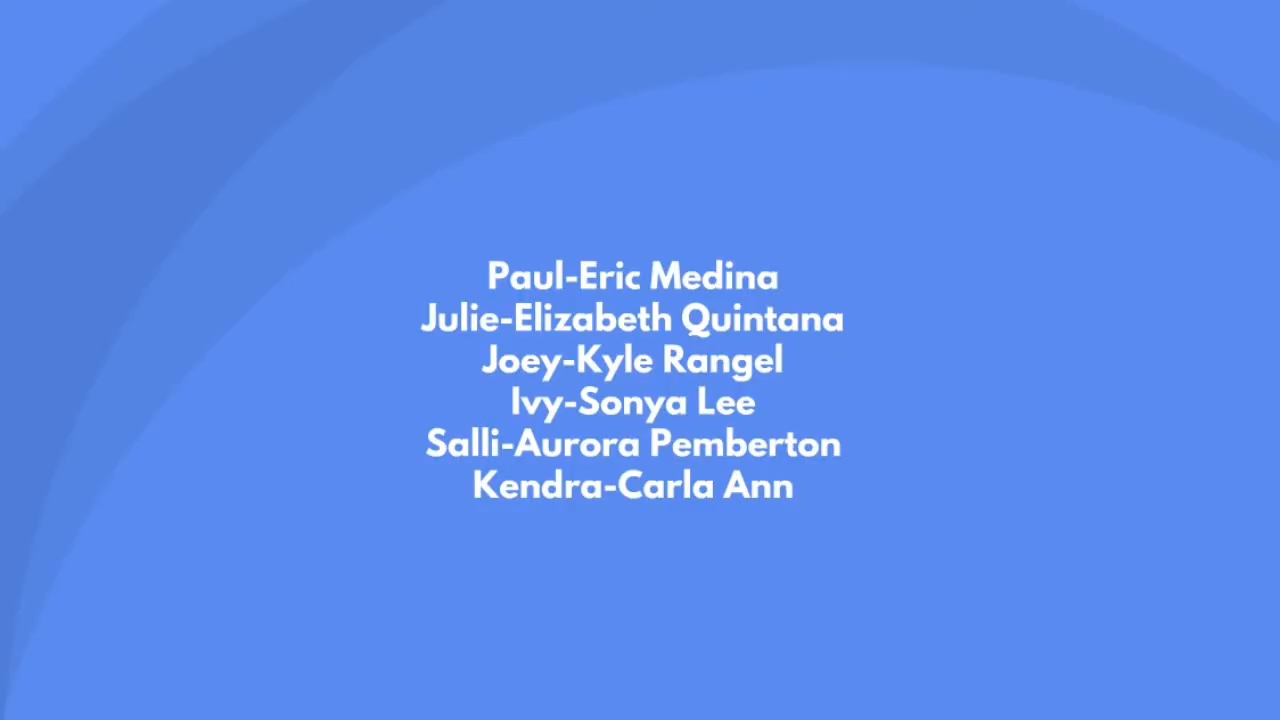 Paul-Eric Medina
Julie-Elizabeth Quintana
Joey-Kyle Rangel
Ivy-Sonya Lee
Salli-Aurora Pemberton
Kendra-Carla Ann